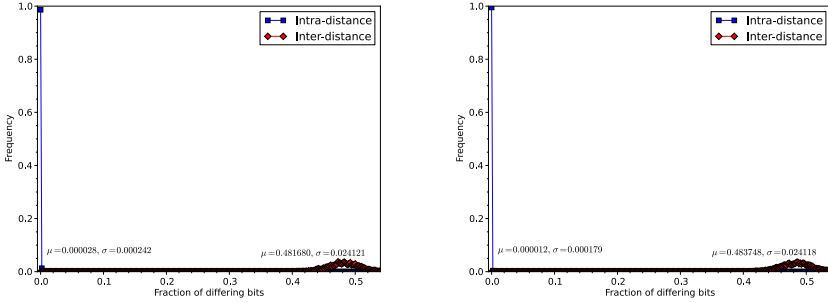 1.0
Intra-distance
Inter-distance
0.8
0.6
Frequency
0.4
0.2
μ=0.000028, σ=0.000242
μ=0.481680, σ=0.024121
0.0
0.0 0.1 0.2 0.3 0.4 0.5
Fraction of differing bits
1.0
Intra-distance
Inter-distance
0.8
0.6
Frequency
0.4
0.2
μ=0.000012, σ=0.000179
μ=0.483748, σ=0.024118
0.0
0.0 0.1 0.2 0.3 0.4 0.5
Fraction of differing bits